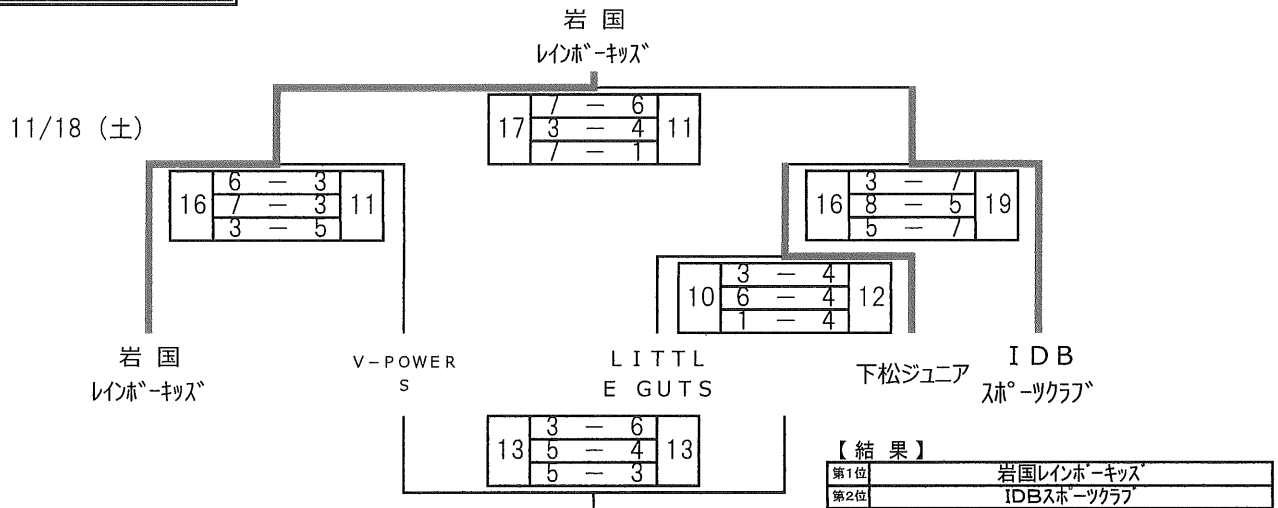 岩 国
レインボーキッズ
11/18 (土)
17 7 − 6 11
3 − 4
7 − 1
16 6 − 3 11
7 − 3
3 − 5
16 3 − 7 19
8 − 5
5 − 7
10 3 − 4 12
6 − 4
1 − 4
岩 国
レインボーキッズ
V−POWER
S
LITTL
E GUTS
下松ジュニア
IDB
スポーツクラブ
13 3 − 6 13
5 − 4
5 − 3
【 結 果 】
第1位 岩国レインボーキッズ
第2位 IDBスポーツクラブ